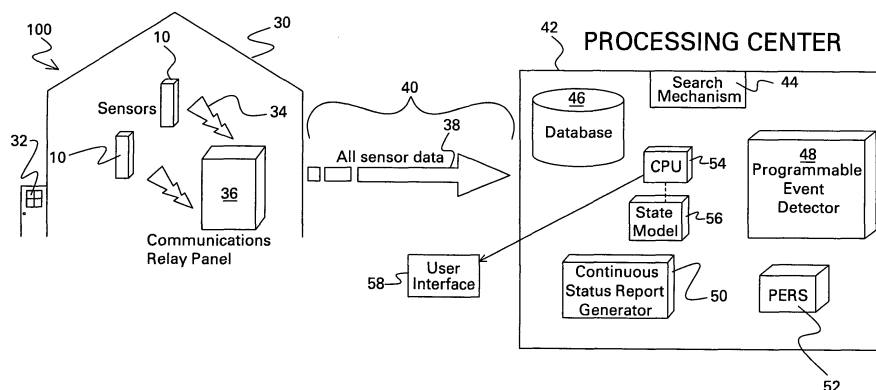 100
30
10
Sensors
34
32
10
36
Communications
Relay Panel
40
38
All sensor data
PROCESSING CENTER
42
Search
Mechanism
44
46
Database
CPU
54
48
Programmable
Event
Detector
State
Model
56
User
Interface
58
Continuous
Status Report
Generator
50
PERS
52